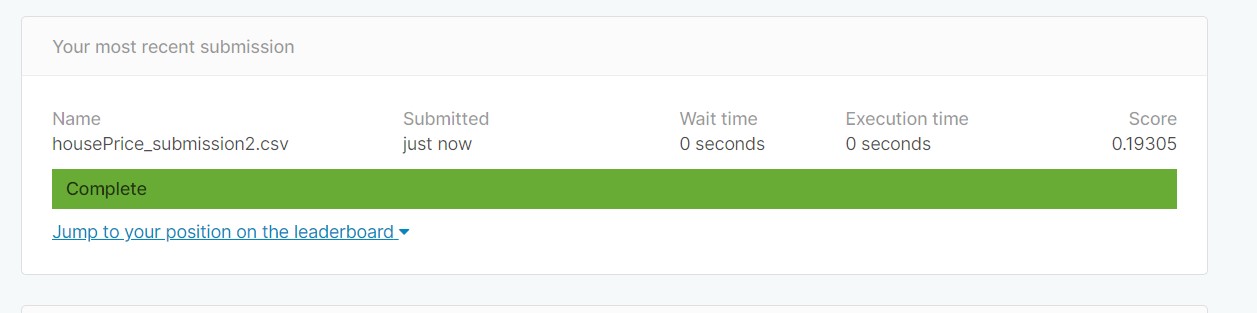 Your most recent submission
Name Submitted Wait time Execution time Score
housePrice_submission2.csv just now 0 seconds 0 seconds 0.19305
Complete
Jump to your position on the leaderboard